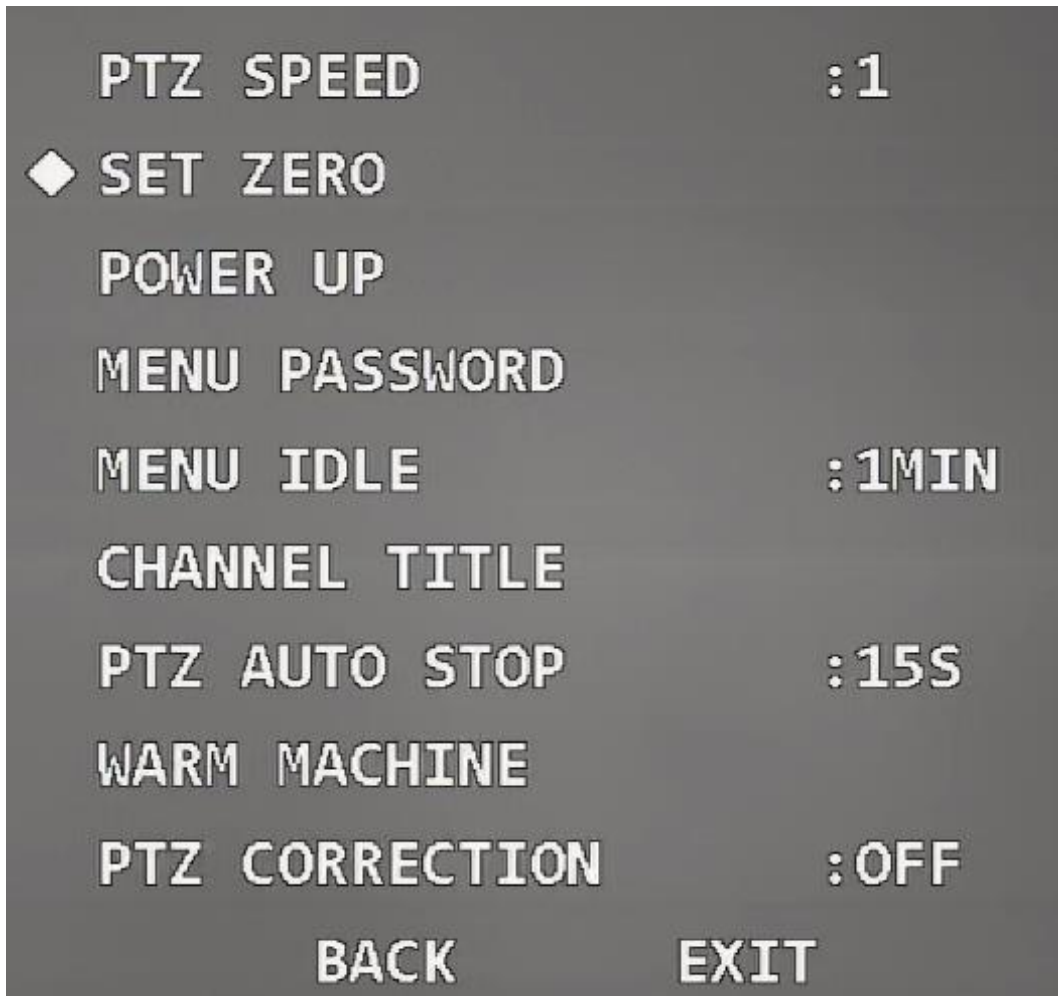 PTZ SPEED :1
SET ZERO
POWER UP
MENU PASSWORD
MENU IDLE :1MIN
CHANNEL TITLE
PTZ AUTO STOP :15S
WARM MACHINE
PTZ CORRECTION :OFF
BACK EXIT